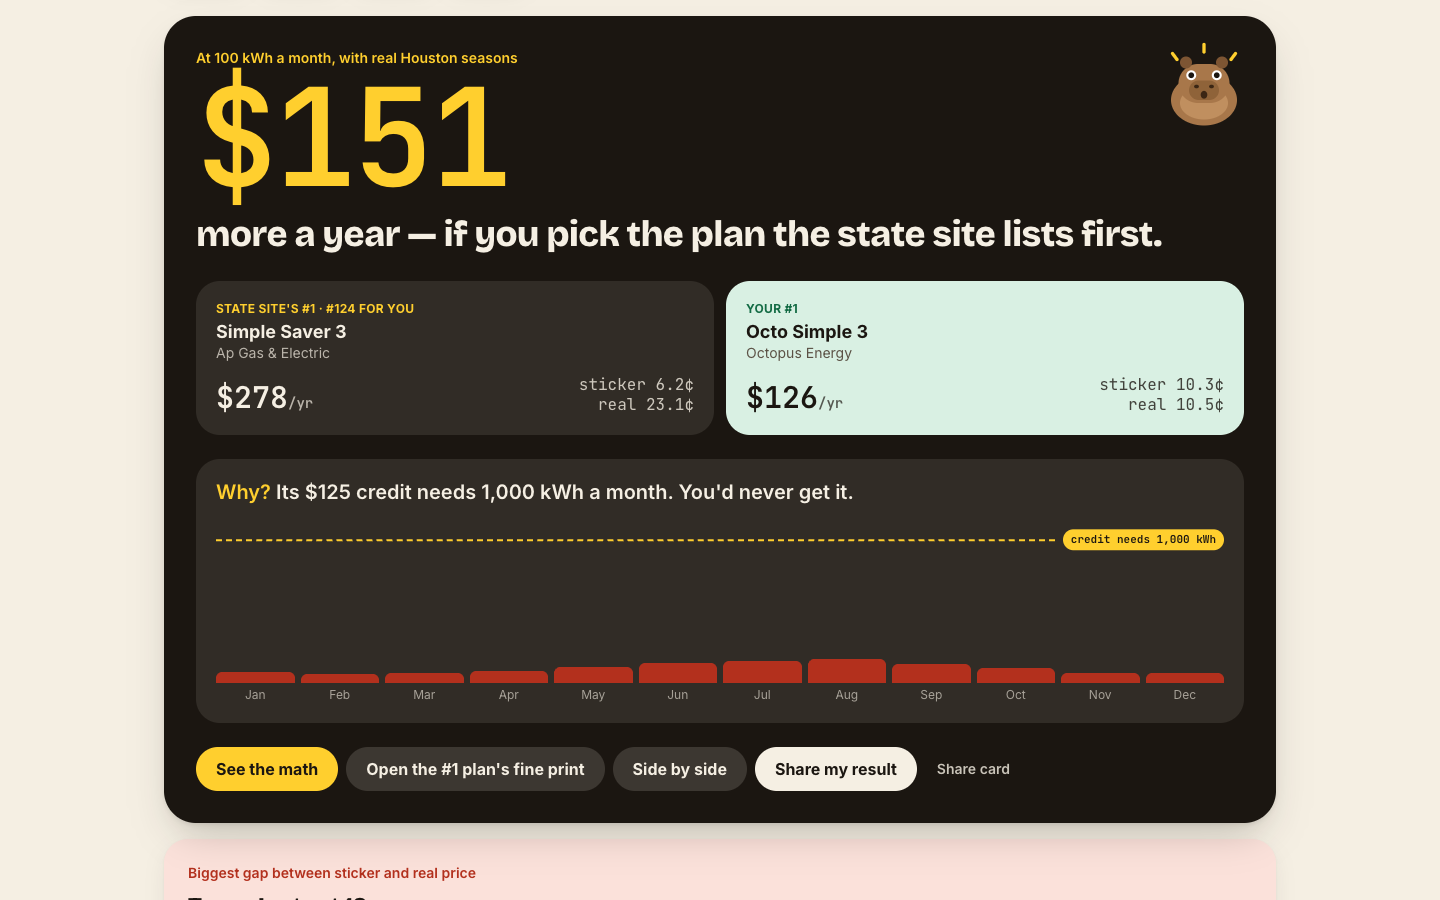 At 100 kWh a month, with real Houston seasons
$151
more a year — if you pick the plan the state site lists first.
STATE SITE'S #1 · #124 FOR YOU
Simple Saver 3
Ap Gas & Electric
$278/yr
sticker 6.2¢
real 23.1¢
YOUR #1
Octo Simple 3
Octopus Energy
$126/yr
sticker 10.3¢
real 10.5¢
Why? Its $125 credit needs 1,000 kWh a month. You'd never get it.
credit needs 1,000 kWh
Jan Feb Mar Apr May Jun Jul Aug Sep Oct Nov Dec
See the math
Open the #1 plan's fine print
Side by side
Share my result
Share card
Biggest gap between sticker and real price